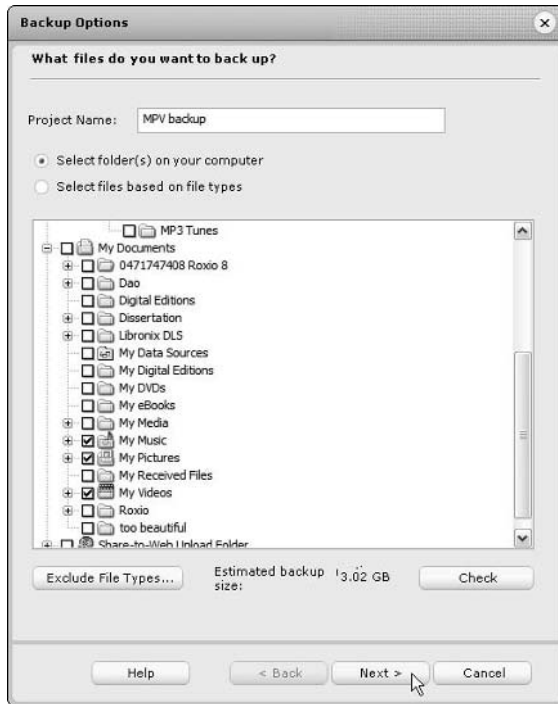 Backup Options
What files do you want to back up?
Project Name: MPV backup
Select folder(s) on your computer
Select files based on file types
MP3 Tunes
My Documents
0471747408 Roxio 8
Dao
Digital Editions
Dissertation
Libronix DLS
My Data Sources
My Digital Editions
My DVDs
My eBooks
My Media
My Music
My Pictures
My Received Files
My Videos
Roxio
too beautiful
Share-to-Web Upload Folder
Exclude File Types...
Estimated backup size:
3.02 GB
Check
Help
< Back
Next >
Cancel